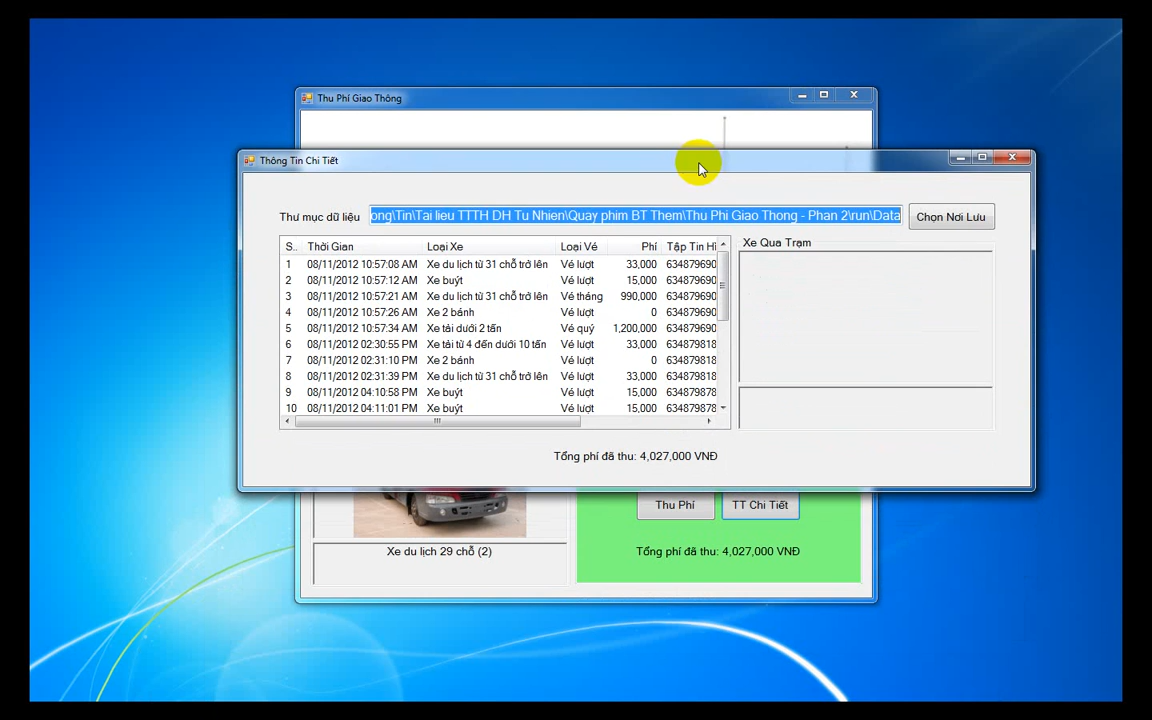 Thu Phí Giao Thông
Thông Tin Chi Tiết
Thư mục dữ liệu
ong\Tin\Tai lieu TTTH DH Tu Nhien\Quay phim BT Them\Thu Phi Giao Thong - Phan 2\run\Data
Chọn Nơi Lưu
S.. Thời Gian Loại Xe Loại Vé Phí Tập Tin Hì
1 08/11/2012 10:57:08 AM Xe du lịch từ 31 chỗ trở lên Vé lượt 33,000 634879690
2 08/11/2012 10:57:12 AM Xe buýt Vé lượt 15,000 634879690
3 08/11/2012 10:57:21 AM Xe du lịch từ 31 chỗ trở lên Vé tháng 990,000 634879690
4 08/11/2012 10:57:26 AM Xe 2 bánh Vé lượt 0 634879690
5 08/11/2012 10:57:34 AM Xe tải dưới 2 tấn Vé quý 1,200,000 634879690
6 08/11/2012 02:30:55 PM Xe tải từ 4 đến dưới 10 tấn Vé lượt 33,000 634879818
7 08/11/2012 02:31:10 PM Xe 2 bánh Vé lượt 0 634879818
8 08/11/2012 02:31:39 PM Xe du lịch từ 31 chỗ trở lên Vé lượt 33,000 634879818
9 08/11/2012 04:10:58 PM Xe buýt Vé lượt 15,000 634879878
10 08/11/2012 04:11:01 PM Xe buýt Vé lượt 15,000 634879878
Xe Qua Trạm
Tổng phí đã thu: 4,027,000 VNĐ
Thu Phí
TT Chi Tiết
Xe du lịch 29 chỗ (2)
Tổng phí đã thu: 4,027,000 VNĐ